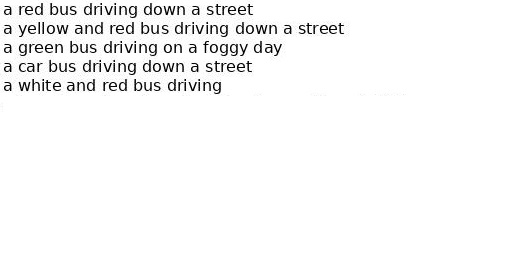 a red bus driving down a street
a yellow and red bus driving down a street
a green bus driving on a foggy day
a car bus driving down a street
a white and red bus driving